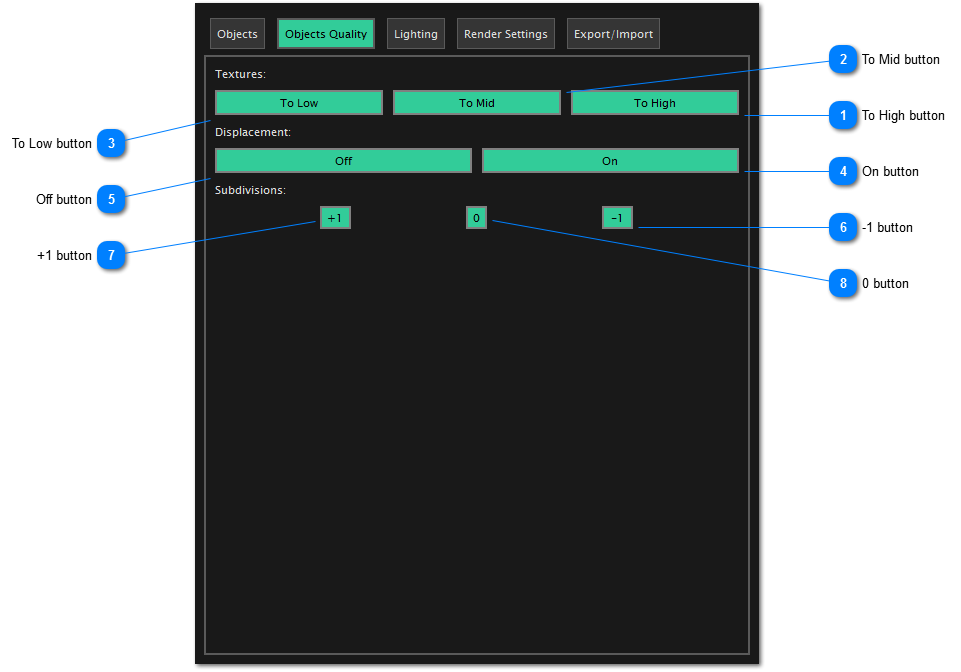 Objects Objects Quality Lighting Render Settings Export/Import
Textures:
2 To Mid button
To Low To Mid To High
1 To High button
Displacement:
To Low button 3
Off On
4 On button
Subdivisions:
Off button 5
+1 0 -1
6 -1 button
+1 button 7
8 0 button